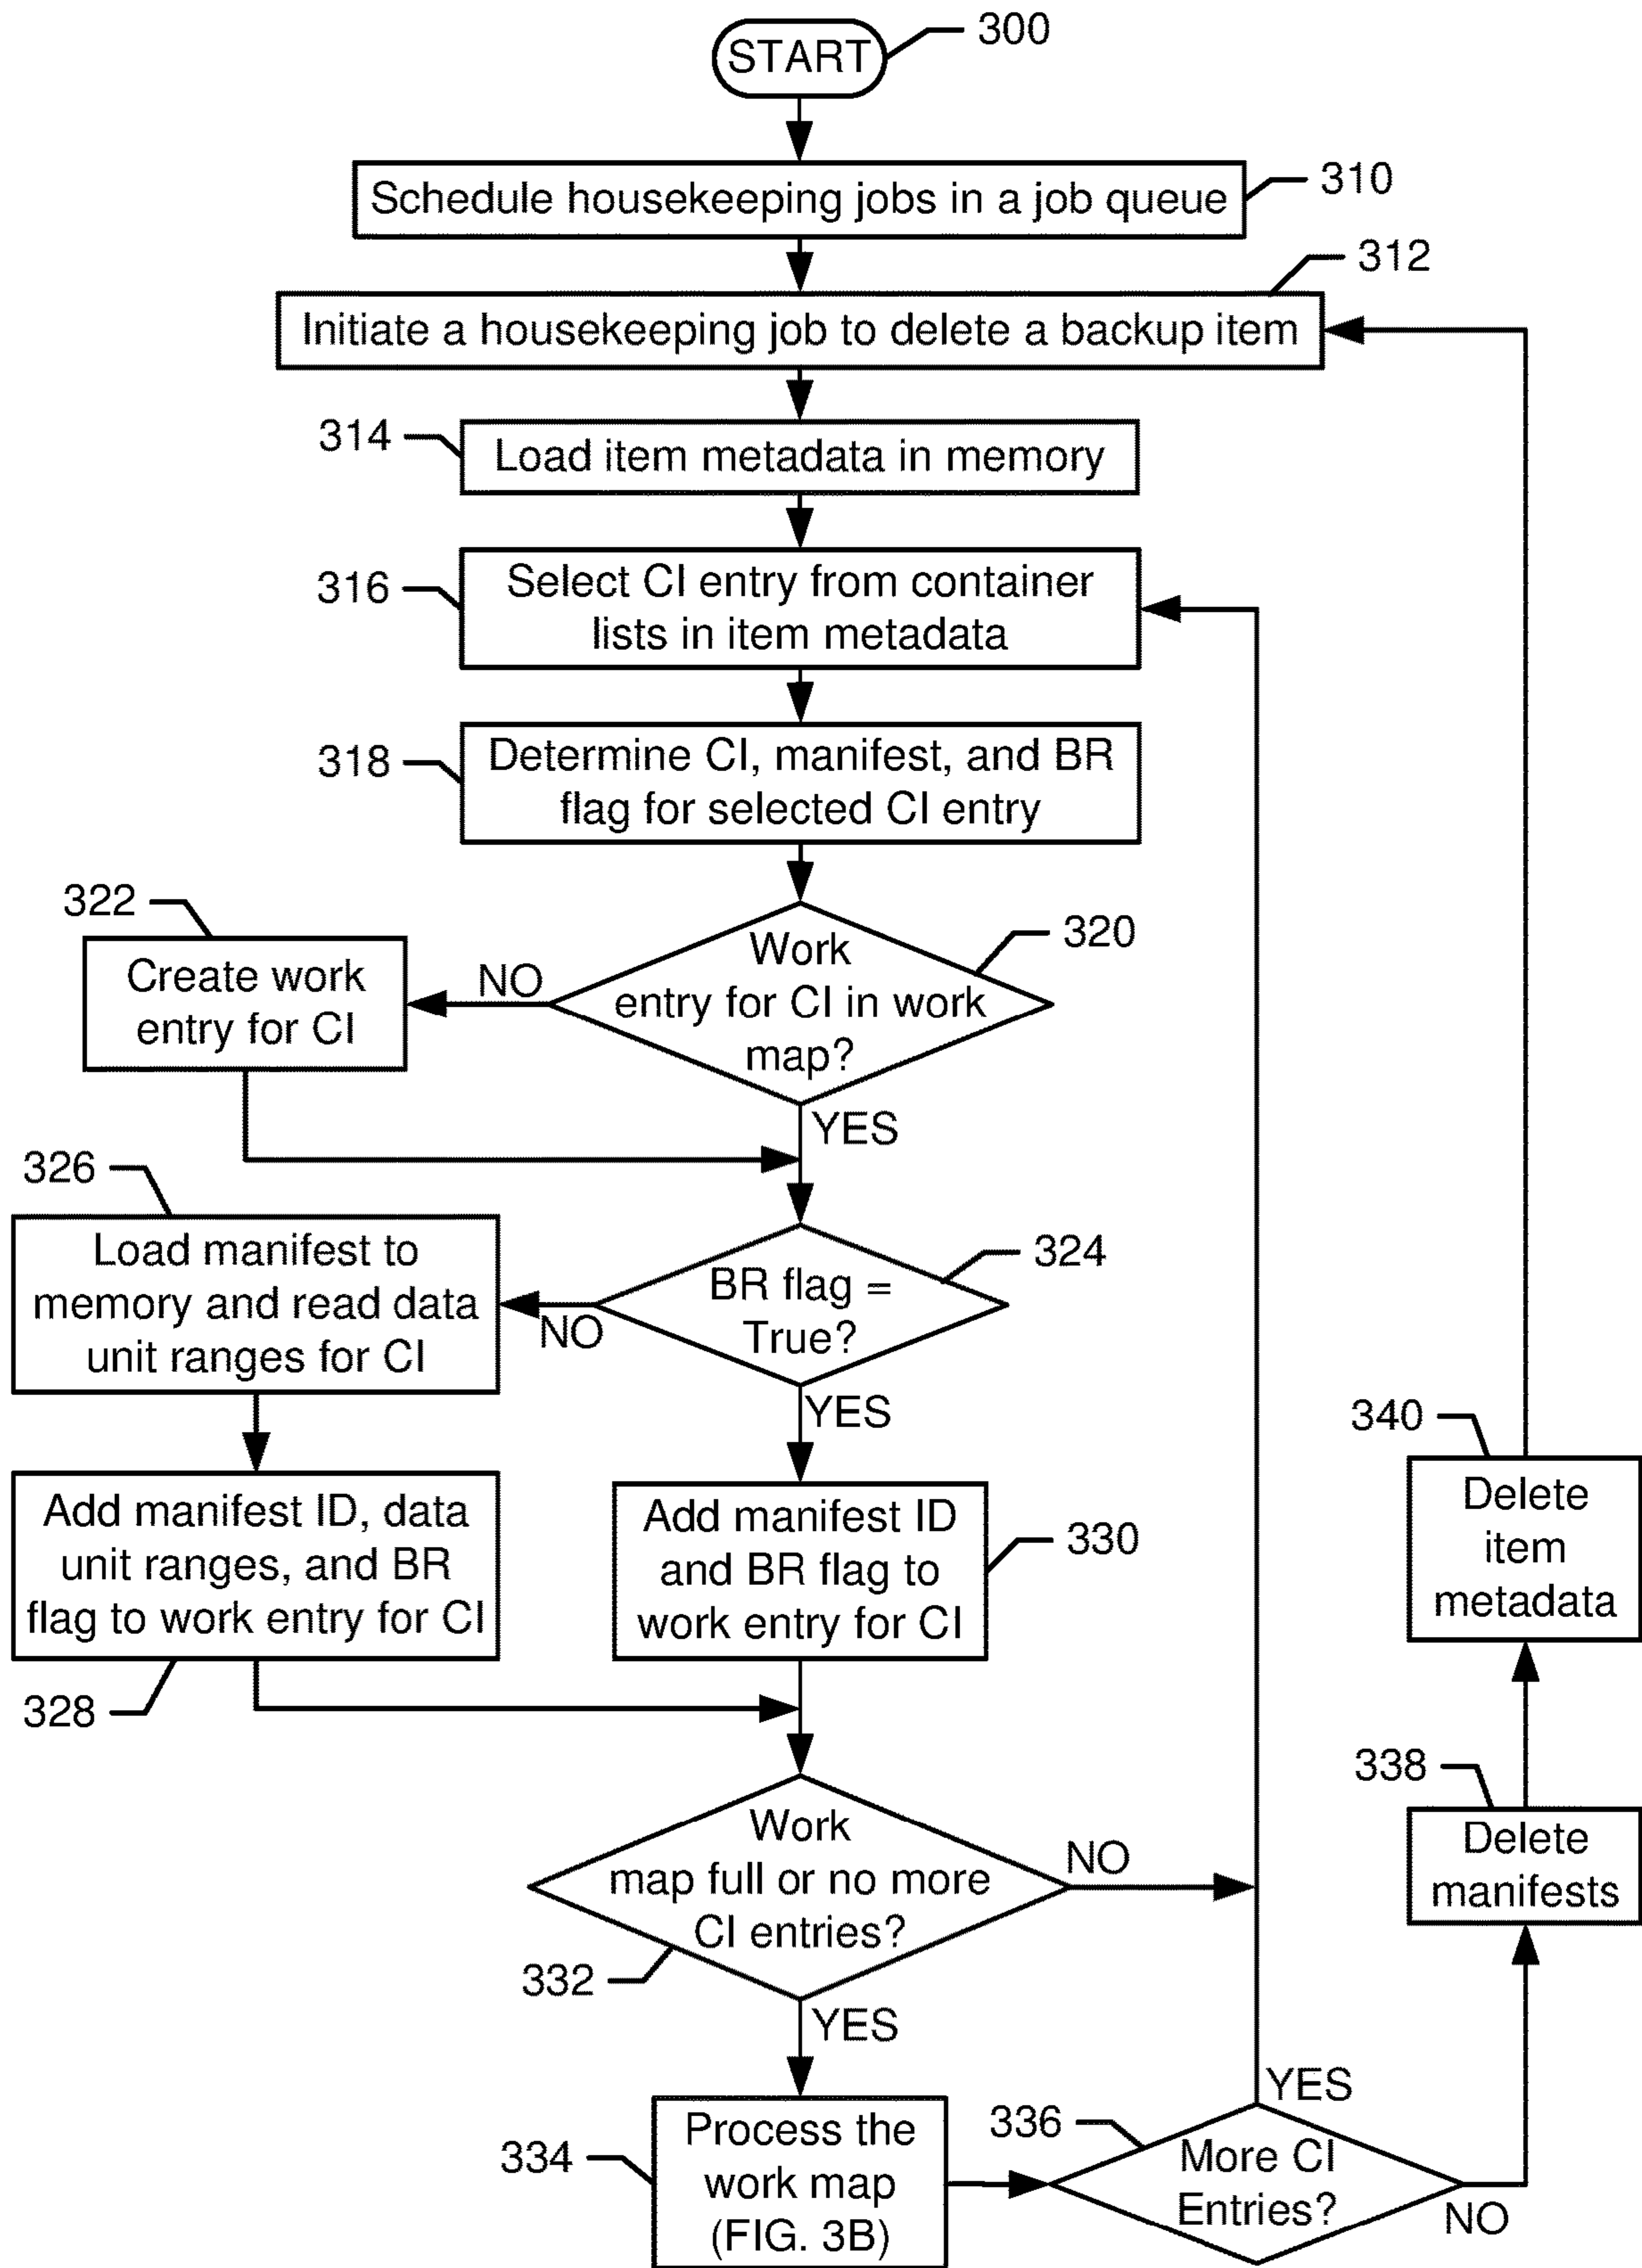 START
300
Schedule housekeeping jobs in a job queue
310
312
Initiate a housekeeping job to delete a backup item
314
Load item metadata in memory
316
Select CI entry from container
lists in item metadata
318
Determine CI, manifest, and BR
flag for selected CI entry
322
Create work
entry for CI
NO
Work
entry for CI in work
map?
320
YES
326
Load manifest to
memory and read data
unit ranges for CI
NO
BR flag =
True?
324
YES
Add manifest ID, data
unit ranges, and BR
flag to work entry for CI
328
Add manifest ID
and BR flag to
work entry for CI
330
340
Delete
item
metadata
338
Delete
manifests
Work
map full or no more
CI entries?
NO
332
YES
334
Process the
work map
(FIG. 3B)
336
YES
More CI
Entries?
NO